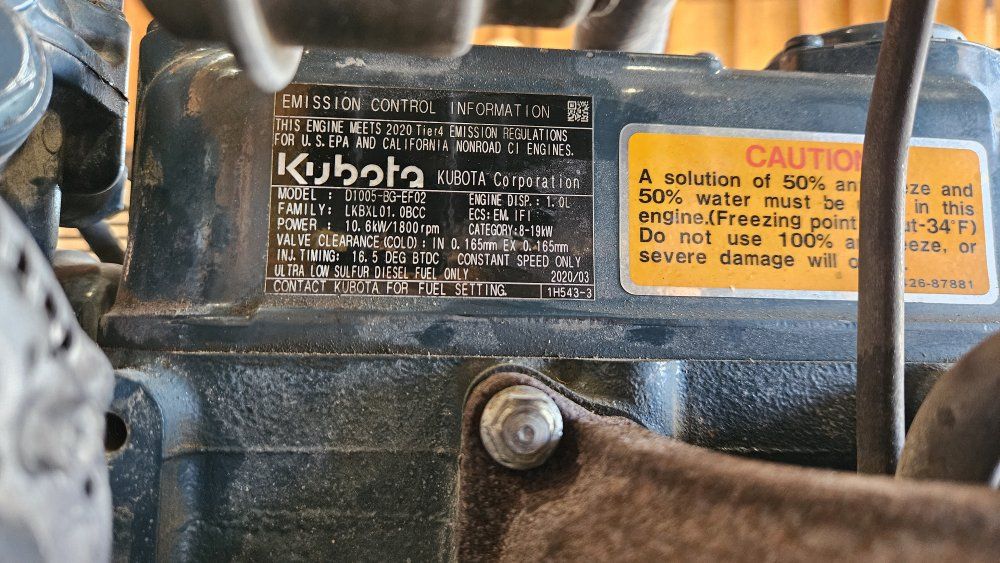 EMISSION CONTROL INFORMATION
THIS ENGINE MEETS 2020 Tier4 EMISSION REGULATIONS
FOR U.S.EPA AND CALIFORNIA NONROAD CI ENGINES.
Kubota KUBOTA Corporation
MODEL : D1005-BG-EF02 ENGINE DISP.: 1.0L
FAMILY: LKBXL01.0BCC ECS: EM IFI
POWER : 10.6kW/1800rpm CATEGORY: 8-19kW
VALVE CLEARANCE(COLD): IN 0.165mm EX 0.165mm
INJ.TIMING: 16.5 DEG BTDC CONSTANT SPEED ONLY
ULTRA LOW SULFUR DIESEL FUEL ONLY 2020/03
CONTACT KUBOTA FOR FUEL SETTING. 1H543-3
CAUTION
A solution of 50% and
50% water must be in this
engine.(Freezing point -34°F)
Do not use 100% or
severe damage will
26-87881